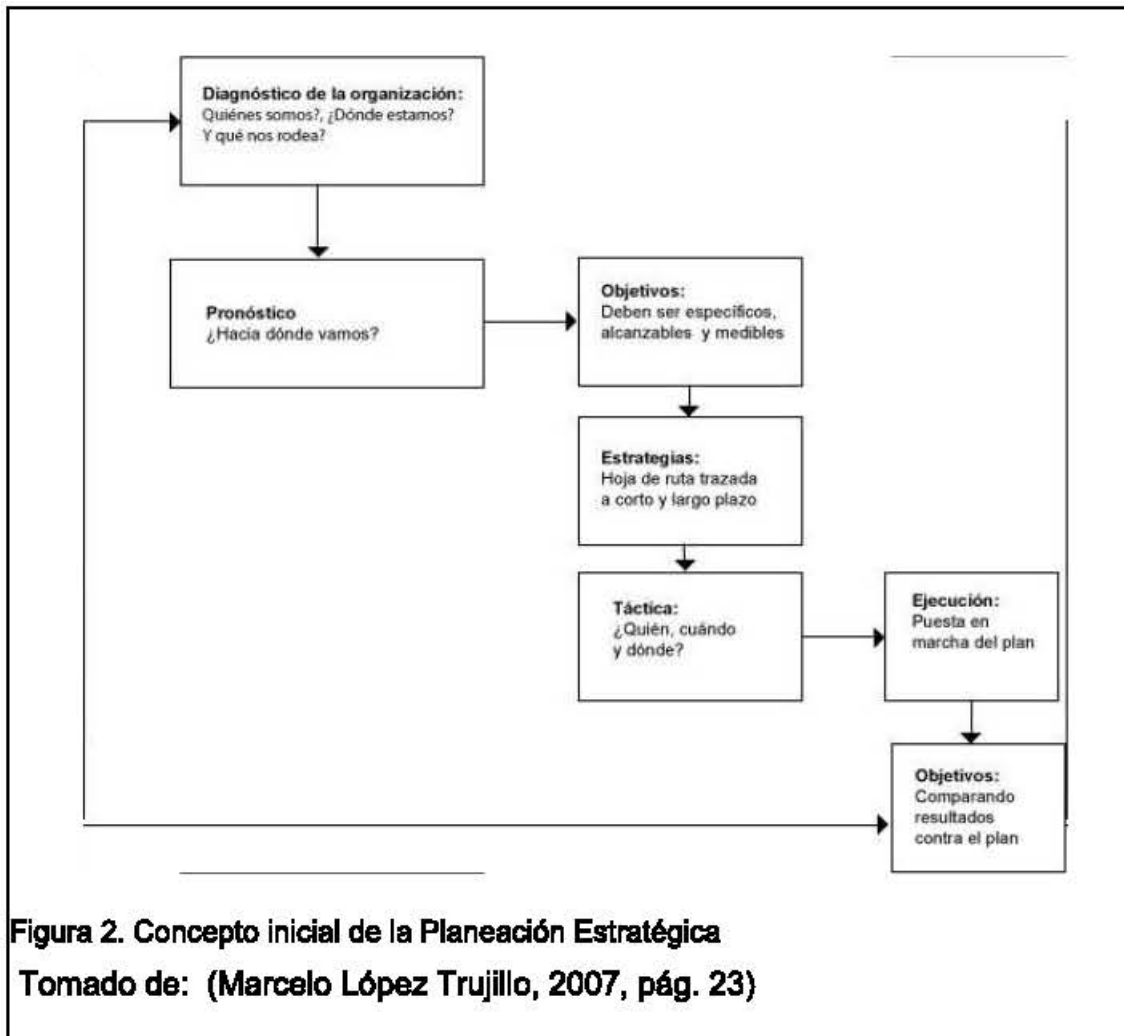 Diagnóstico de la organización:
Quiénes somos?, ¿Dónde estamos?
Y qué nos rodea?
Pronóstico
¿Hacia dónde vamos?
Objetivos:
Deben ser específicos,
alcanzables y medibles
Estrategias:
Hoja de ruta trazada
a corto y largo plazo
Táctica:
¿Quién, cuándo
y dónde?
Ejecución:
Puesta en
marcha del plan
Objetivos:
Comparando
resultados
contra el plan
Figura 2. Concepto inicial de la Planeación Estratégica
Tomado de: (Marcelo López Trujillo, 2007, pág. 23)